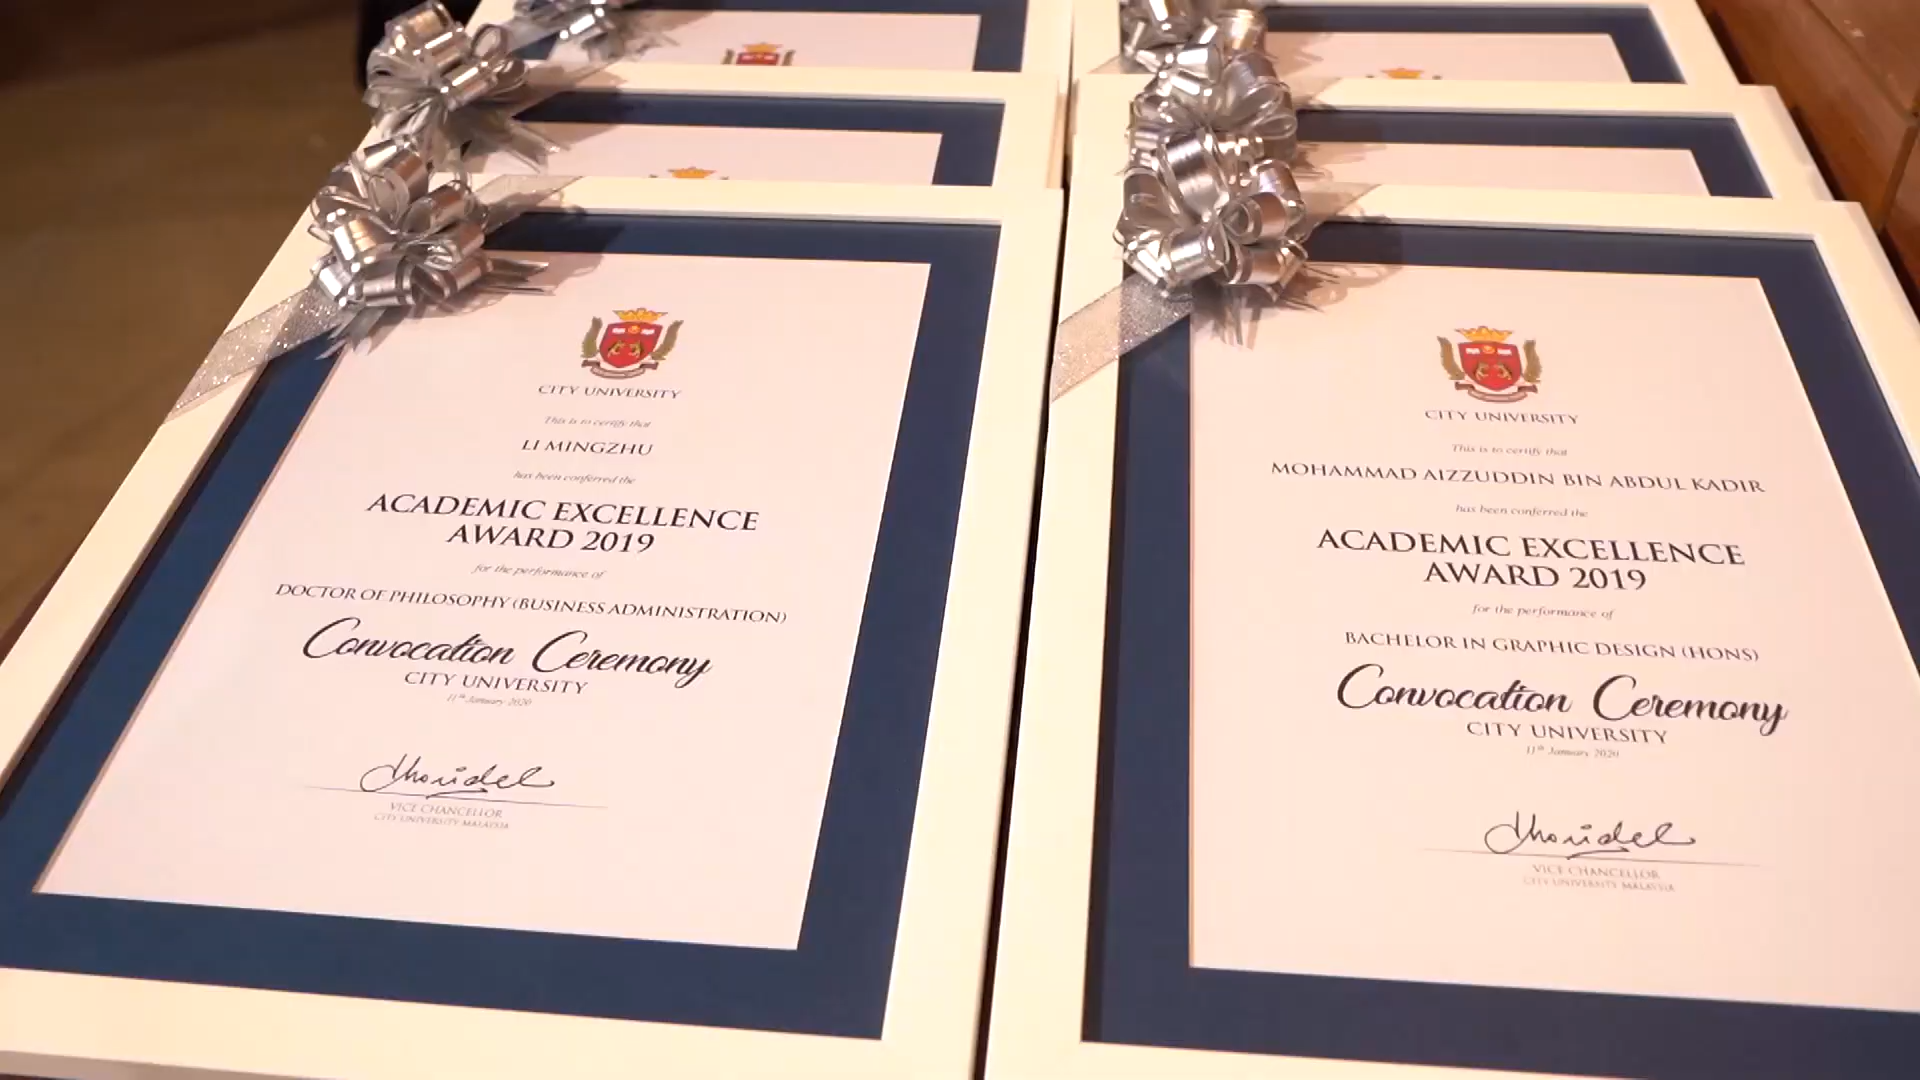 CITY UNIVERSITY
This is to certify that
LI MINGZHU
has been conferred the
ACADEMIC EXCELLENCE
AWARD 2019
for the performance of
DOCTOR OF PHILOSOPHY (BUSINESS ADMINISTRATION)
Convocation Ceremony
CITY UNIVERSITY
11th January 2020
VICE CHANCELLOR
CITY UNIVERSITY MALAYSIA
CITY UNIVERSITY
This is to certify that
MOHAMMAD AIZZUDDIN BIN ABDUL KADIR
has been conferred the
ACADEMIC EXCELLENCE
AWARD 2019
for the performance of
BACHELOR IN GRAPHIC DESIGN (HONS)
Convocation Ceremony
CITY UNIVERSITY
11th January 2020
VICE CHANCELLOR
CITY UNIVERSITY MALAYSIA